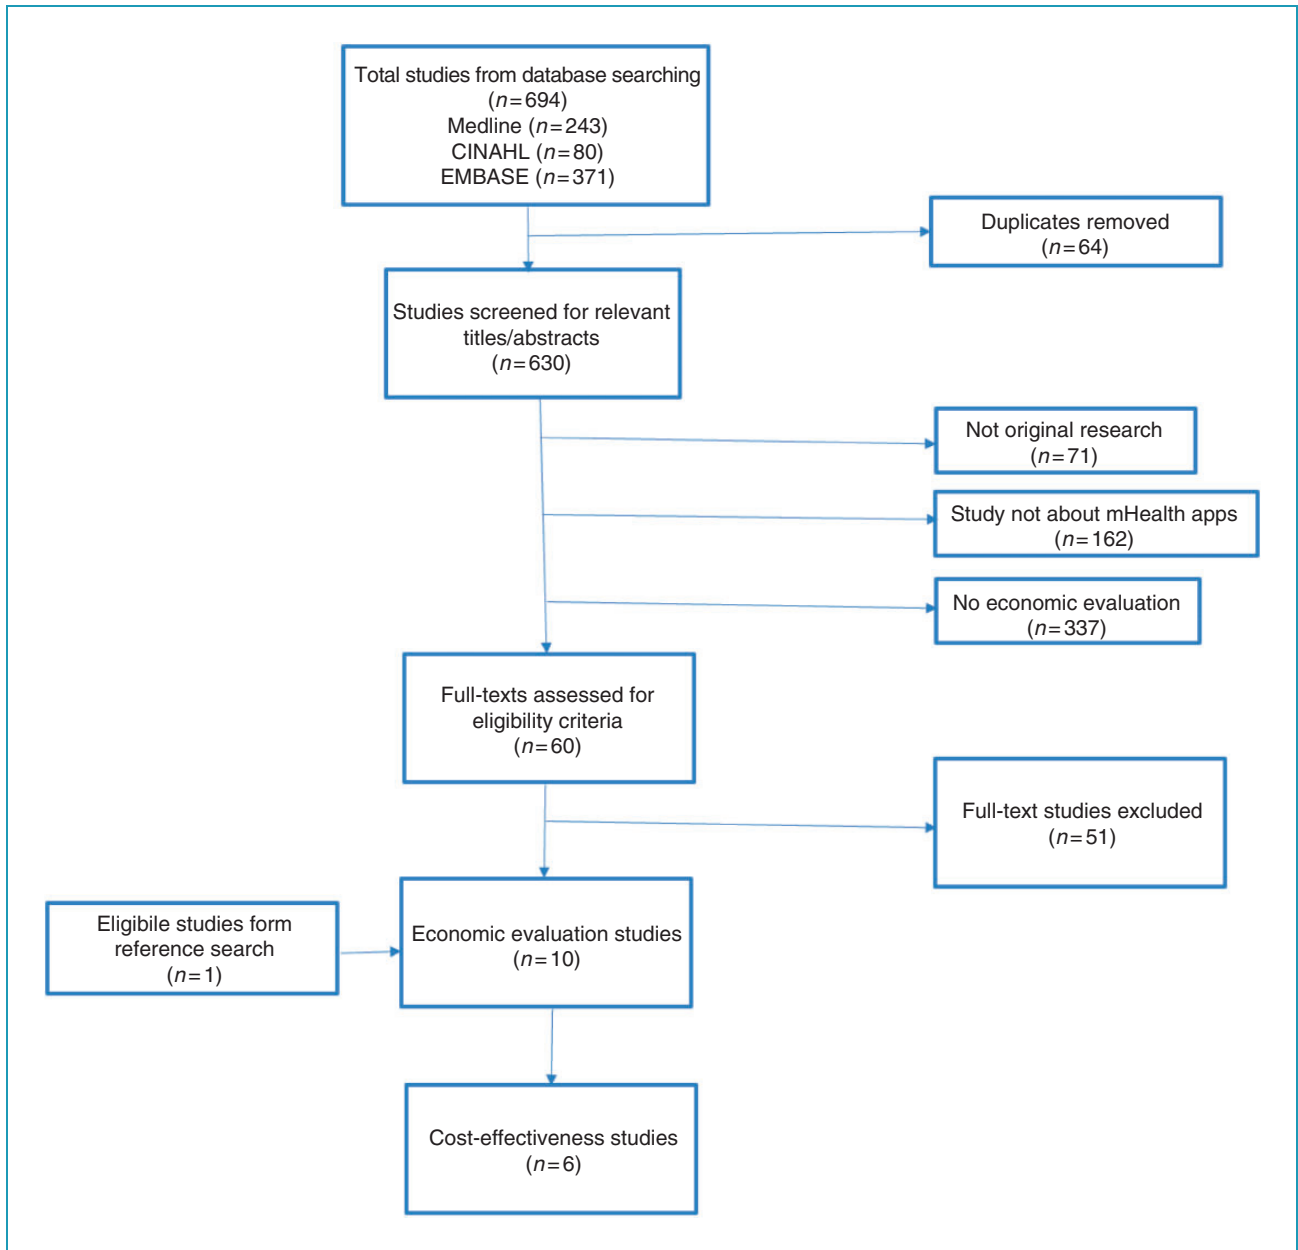 Total studies from database searching
(n=694)
Medline (n=243)
CINAHL (n=80)
EMBASE (n=371)
Duplicates removed
(n=64)
Studies screened for relevant
titles/abstracts
(n=630)
Not original research
(n=71)
Study not about mHealth apps
(n=162)
No economic evaluation
(n=337)
Full-texts assessed for
eligibility criteria
(n=60)
Full-text studies excluded
(n=51)
Eligibile studies form
reference search
(n=1)
Economic evaluation studies
(n=10)
Cost-effectiveness studies
(n=6)